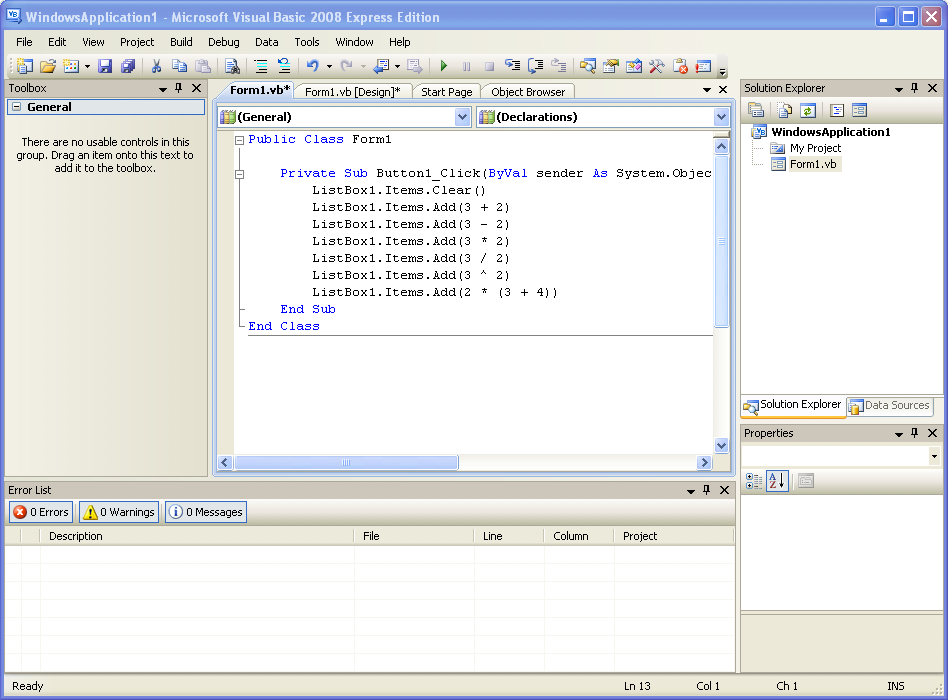 WindowsApplication1 - Microsoft Visual Basic 2008 Express Edition
File Edit View Project Build Debug Data Tools Window Help
Toolbox
General
There are no usable controls in this
group. Drag an item onto this text to
add it to the toolbox.
Form1.vb* Form1.vb [Design]* Start Page Object Browser
(General) (Declarations)
Public Class Form1
Private Sub Button1_Click(ByVal sender As System.Objec
ListBox1.Items.Clear()
ListBox1.Items.Add(3 + 2)
ListBox1.Items.Add(3 - 2)
ListBox1.Items.Add(3 * 2)
ListBox1.Items.Add(3 / 2)
ListBox1.Items.Add(3 ^ 2)
ListBox1.Items.Add(2 * (3 + 4))
End Sub
End Class
Solution Explorer
WindowsApplication1
My Project
Form1.vb
Solution Explorer Data Sources
Properties
Error List
0 Errors 0 Warnings 0 Messages
Description File Line Column Project
Ready Ln 13 Col 1 Ch 1 INS